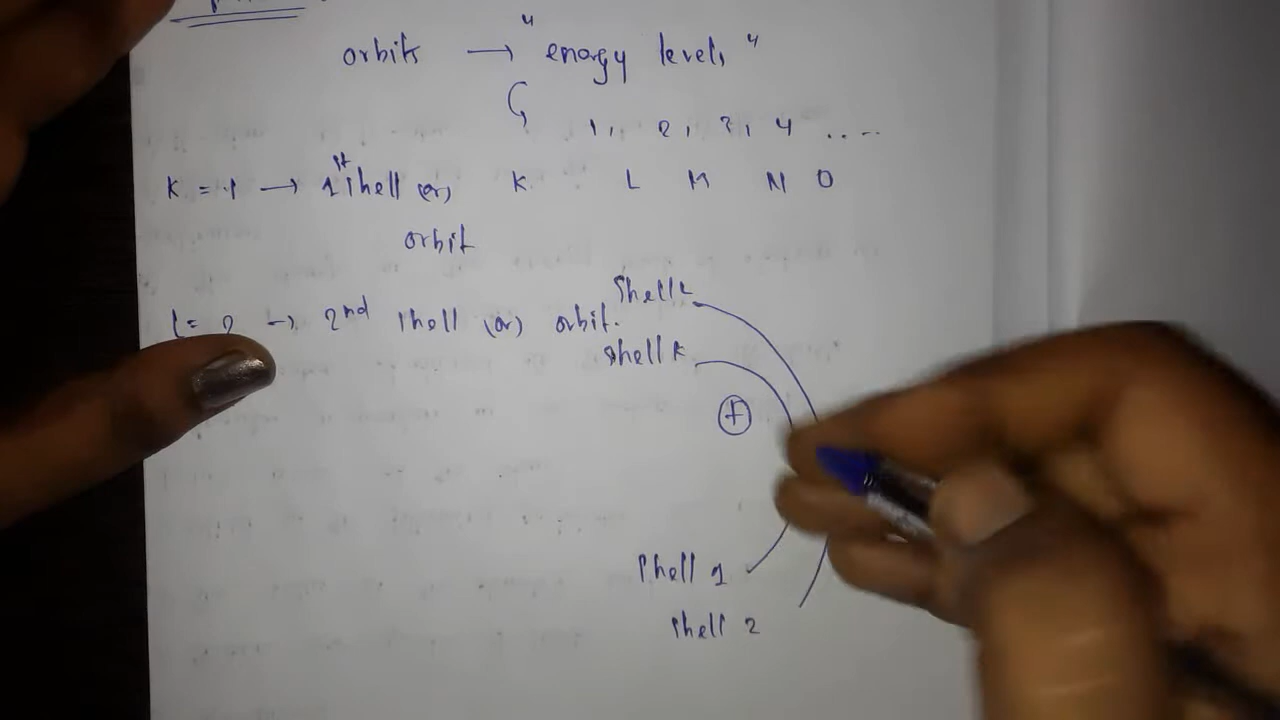 orbits → "energy levels"
1, 2, 3, 4 .....
K = 1 → 1st shell (or) K L M N O
orbit
L = 2 → 2nd shell (or) orbit.
Shell L
Shell K
+
Shell 1
Shell 2